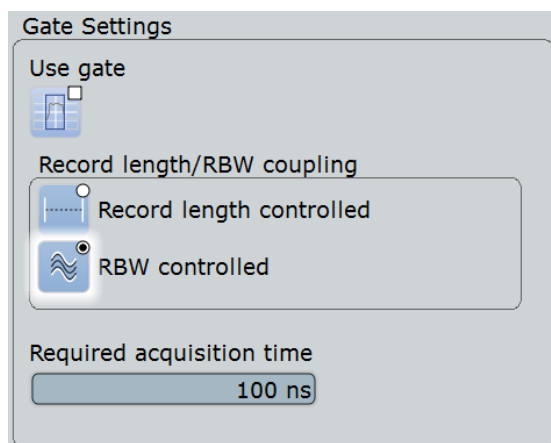 Gate Settings
Use gate
Record length/RBW coupling
Record length controlled
RBW controlled
Required acquisition time
100 ns